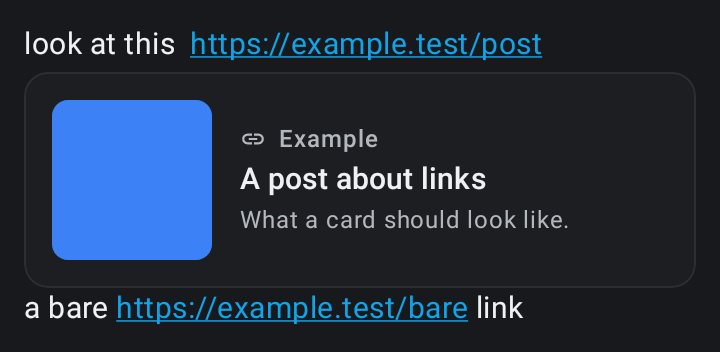 look at this https://example.test/post
Example
A post about links
What a card should look like.
a bare https://example.test/bare link